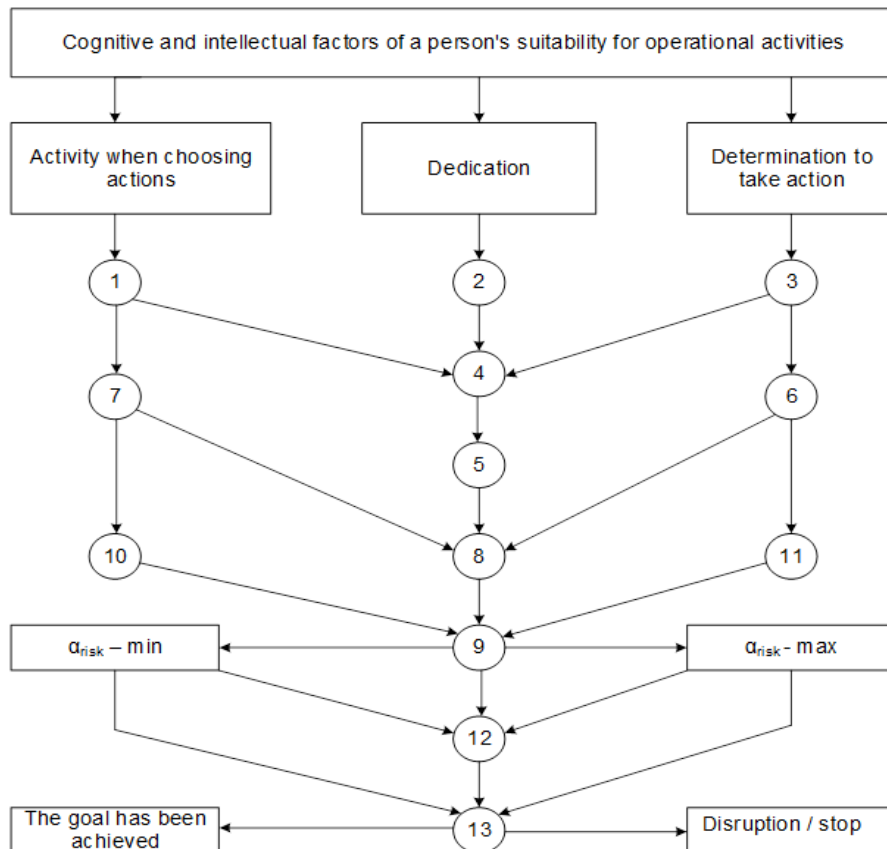 Cognitive and intellectual factors of a person's suitability for operational activities
Activity when choosing
actions
Dedication
Determination to
take action
1
2
3
4
7
6
5
10
8
11
α_risk – min
9
α_risk - max
12
The goal has been
achieved
13
Disruption / stop